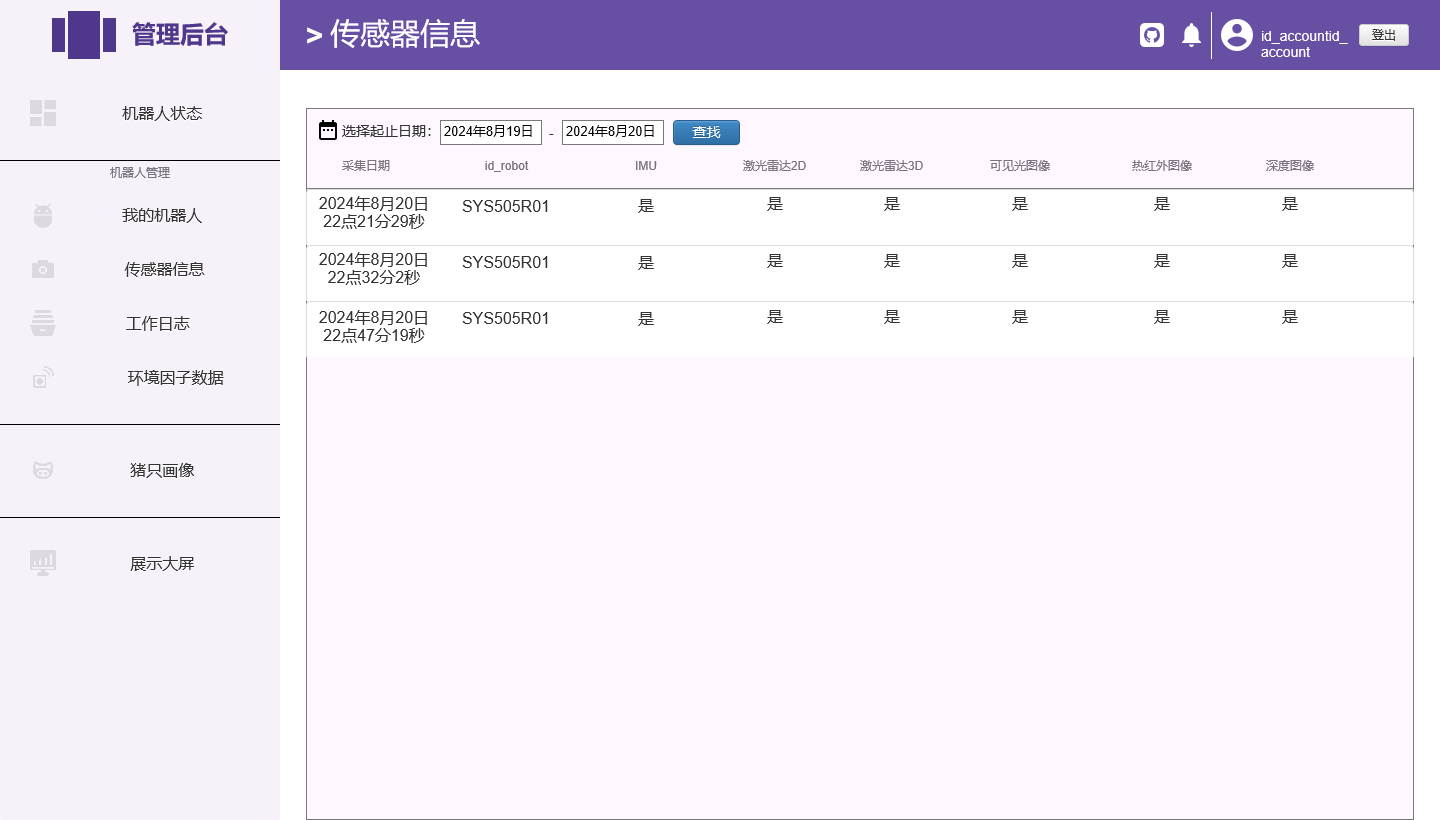 管理后台
机器人状态
机器人管理
我的机器人
传感器信息
工作日志
环境因子数据
猪只画像
展示大屏
> 传感器信息
id_accountid_
account
登出
选择起止日期: 2024年8月19日 - 2024年8月20日 查找
采集日期 id_robot IMU 激光雷达2D 激光雷达3D 可见光图像 热红外图像 深度图像
2024年8月20日
22点21分29秒 SYS505R01 是 是 是 是 是 是
2024年8月20日
22点32分2秒 SYS505R01 是 是 是 是 是 是
2024年8月20日
22点47分19秒 SYS505R01 是 是 是 是 是 是